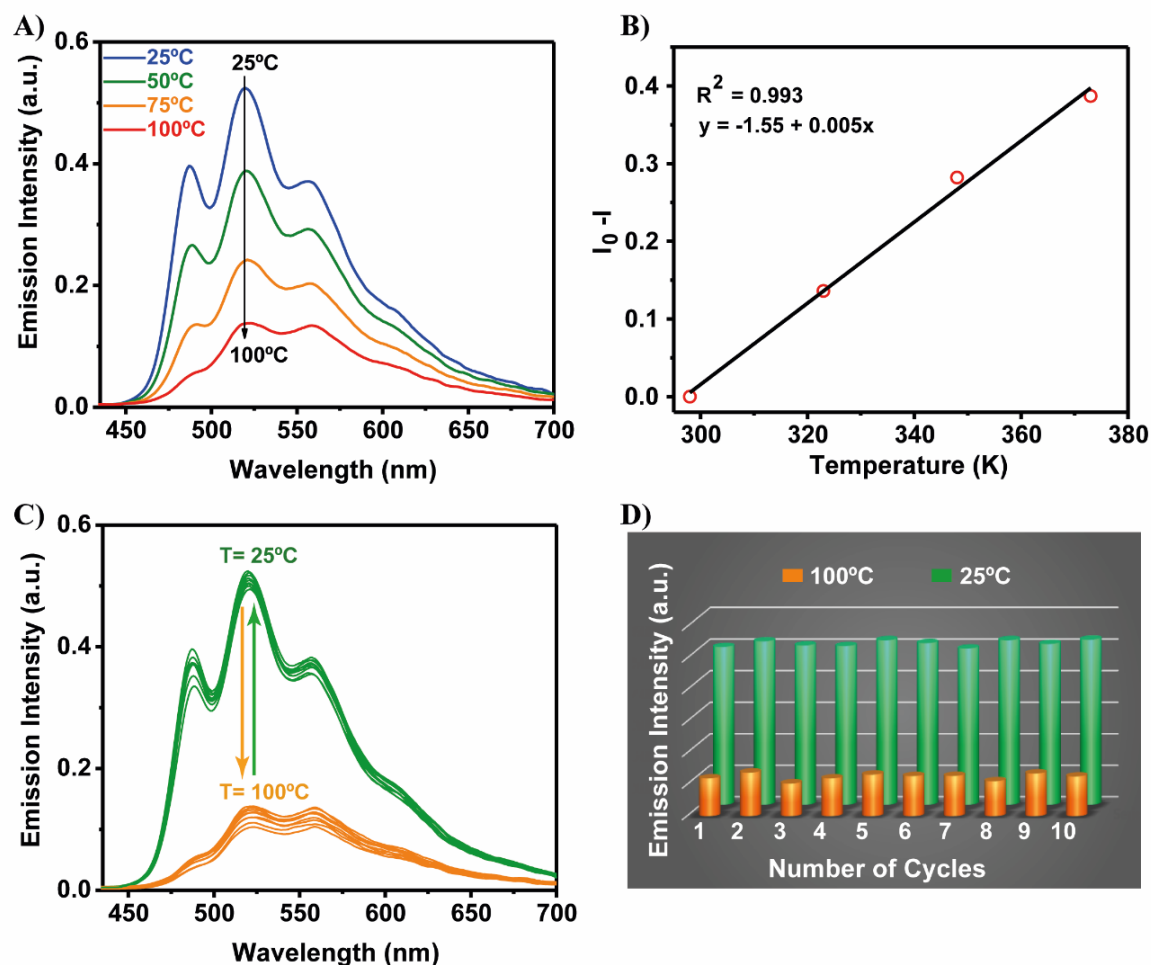 A)
0.6
0.4
0.2
0.0
Emission Intensity (a.u.)
25ºC
50ºC
75ºC
100ºC
25ºC
100ºC
450 500 550 600 650 700
Wavelength (nm)
B)
0.4
0.3
0.2
0.1
0.0
I0 -I
R2 = 0.993
y = -1.55 + 0.005x
300 320 340 360 380
Temperature (K)
C)
0.6
0.4
0.2
0.0
Emission Intensity (a.u.)
T= 25ºC
T= 100ºC
450 500 550 600 650 700
Wavelength (nm)
D)
100ºC 25ºC
Emission Intensity (a.u.)
1 2 3 4 5 6 7 8 9 10
Number of Cycles